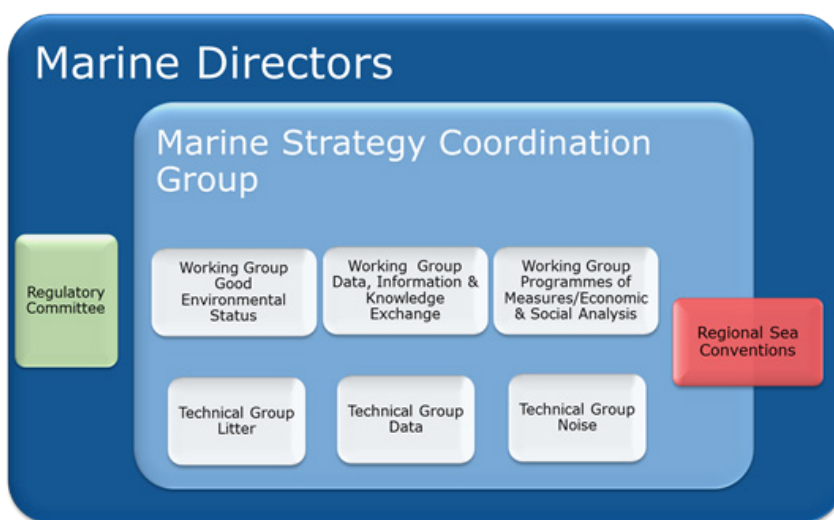 Marine Directors
Marine Strategy Coordination
Group
Regulatory
Committee
Working Group
Good
Environmental
Status
Working Group
Data, Information &
Knowledge
Exchange
Working Group
Programmes of
Measures/Economic
& Social Analysis
Regional Sea
Conventions
Technical Group
Litter
Technical Group
Data
Technical Group
Noise